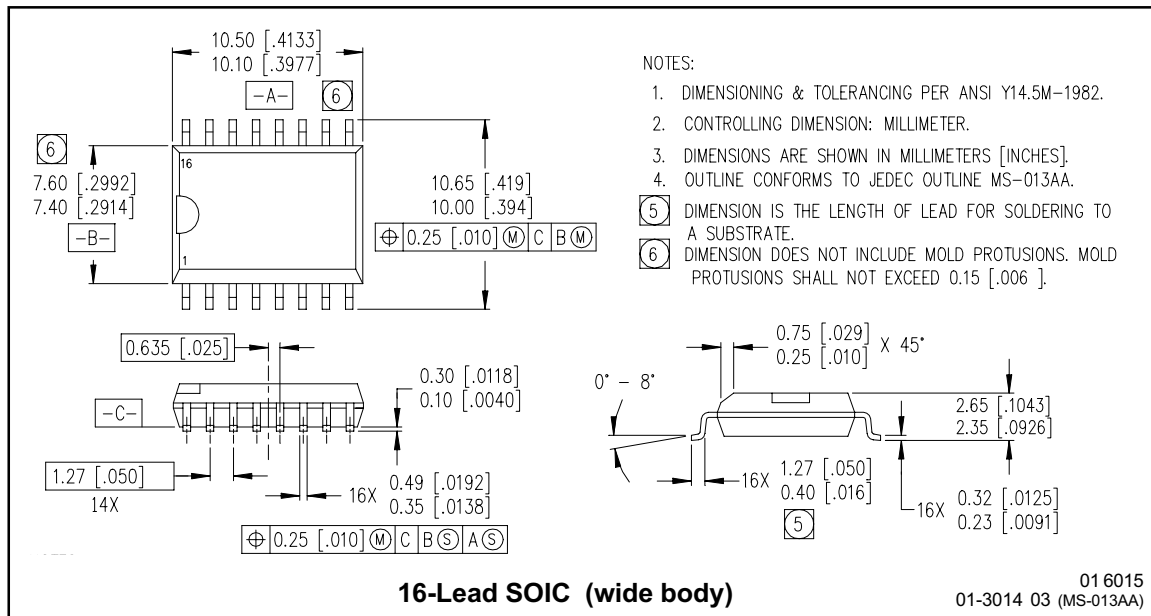 10.50 [.4133]
10.10 [.3977]
-A- 6
6
7.60 [.2992]
7.40 [.2914]
-B-
16
1
10.65 [.419]
10.00 [.394]
⌖ 0.25 [.010] Ⓜ C B Ⓜ
NOTES:
1. DIMENSIONING & TOLERANCING PER ANSI Y14.5M-1982.
2. CONTROLLING DIMENSION: MILLIMETER.
3. DIMENSIONS ARE SHOWN IN MILLIMETERS [INCHES].
4. OUTLINE CONFORMS TO JEDEC OUTLINE MS-013AA.
5 DIMENSION IS THE LENGTH OF LEAD FOR SOLDERING TO
A SUBSTRATE.
6 DIMENSION DOES NOT INCLUDE MOLD PROTUSIONS. MOLD
PROTUSIONS SHALL NOT EXCEED 0.15 [.006 ].
0.635 [.025]
-C-
0.30 [.0118]
0.10 [.0040]
1.27 [.050]
14X
16X 0.49 [.0192]
0.35 [.0138]
⌖ 0.25 [.010] Ⓜ C B Ⓢ A Ⓢ
0.75 [.029]
0.25 [.010] X 45°
0° - 8°
2.65 [.1043]
2.35 [.0926]
16X 1.27 [.050]
0.40 [.016]
5
16X 0.32 [.0125]
0.23 [.0091]
16-Lead SOIC (wide body)
01 6015
01-3014 03 (MS-013AA)